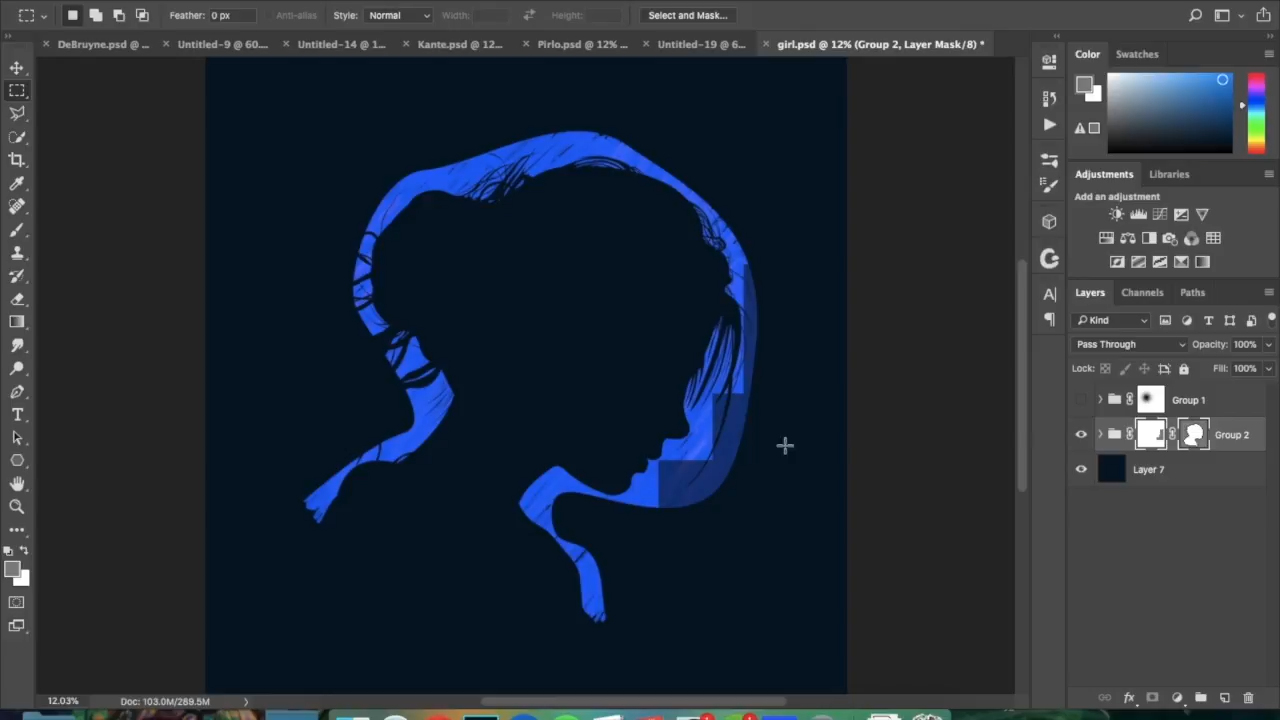 Feather: 0 px Anti-alias Style: Normal Width: Height: Select and Mask...
DeBruyne.psd @ ... Untitled-9 @ 60.... Untitled-14 @ 1... Kante.psd @ 12... Pirlo.psd @ 12% ... Untitled-19 @ 6... girl.psd @ 12% (Group 2, Layer Mask/8) *
Color Swatches
Adjustments Libraries
Add an adjustment
Layers Channels Paths
Kind
Pass Through Opacity: 100%
Lock: Fill: 100%
Group 1
Group 2
Layer 7
12.03% Doc: 103.0M/289.5M